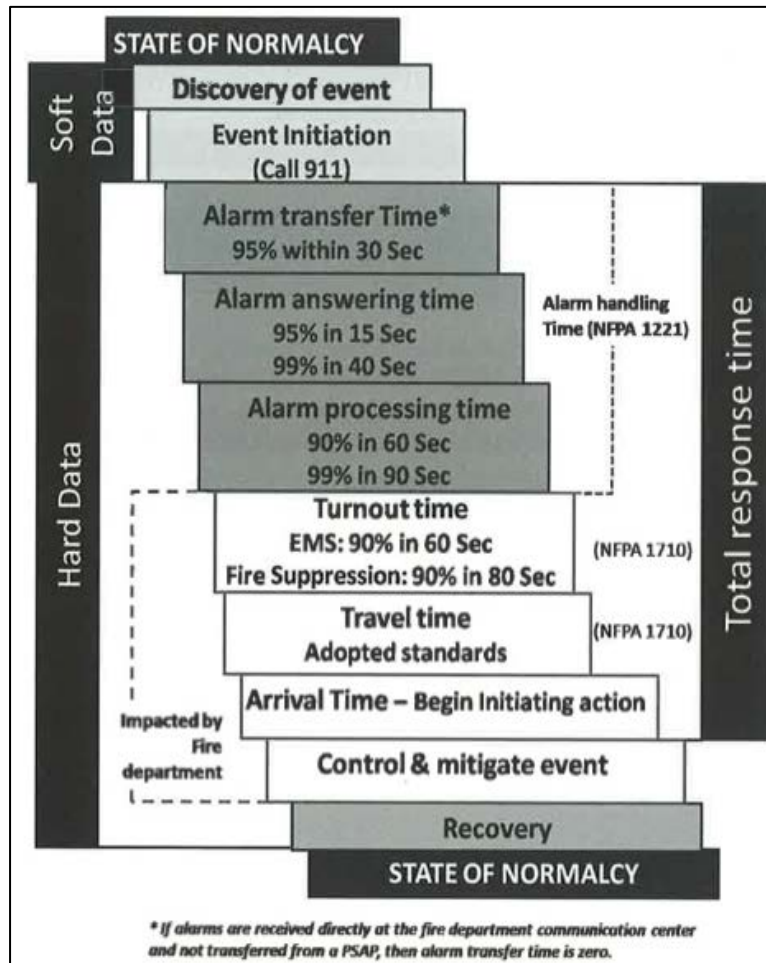 STATE OF NORMALCY
Soft Data
Discovery of event
Event Initiation
(Call 911)
Hard Data
Total response time
Alarm transfer Time*
95% within 30 Sec
Alarm handling
Time (NFPA 1221)
Alarm answering time
95% in 15 Sec
99% in 40 Sec
Alarm processing time
90% in 60 Sec
99% in 90 Sec
Turnout time
EMS: 90% in 60 Sec
Fire Suppression: 90% in 80 Sec
(NFPA 1710)
Travel time
Adopted standards
(NFPA 1710)
Arrival Time – Begin Initiating action
Impacted by
Fire
department
Control & mitigate event
Recovery
STATE OF NORMALCY
* If alarms are received directly at the fire department communication center
and not transferred from a PSAP, then alarm transfer time is zero.